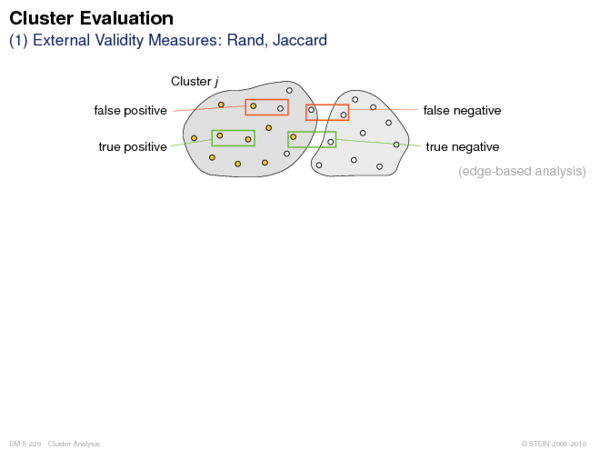 Cluster Evaluation
(1) External Validity Measures: Rand, Jaccard
Cluster j
false positive
false negative
true positive
true negative
(edge-based analysis)
DM:II-229 Cluster Analysis
© STEIN 2006-2018